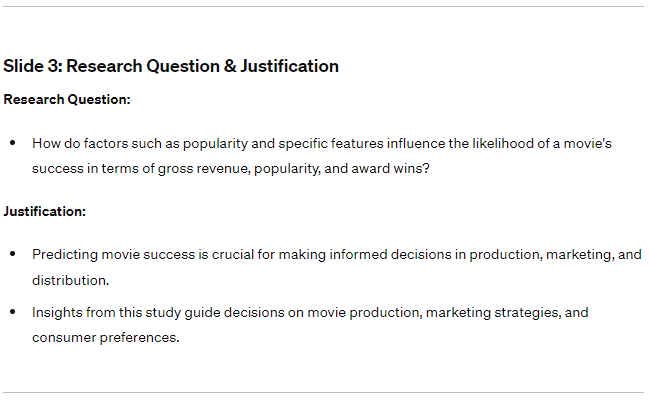 Slide 3: Research Question & Justification
Research Question:
• How do factors such as popularity and specific features influence the likelihood of a movie's
success in terms of gross revenue, popularity, and award wins?
Justification:
• Predicting movie success is crucial for making informed decisions in production, marketing, and
distribution.
• Insights from this study guide decisions on movie production, marketing strategies, and
consumer preferences.